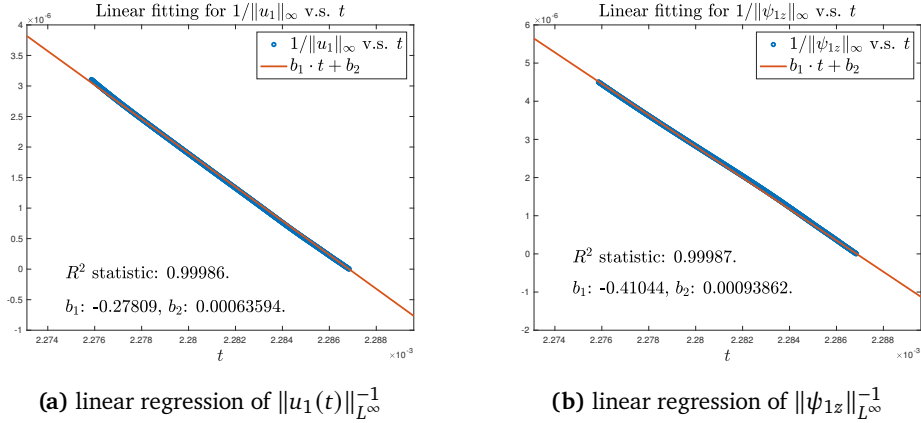 Linear fitting for 1/‖u₁‖∞ v.s. t
×10⁻⁶
4
3.5
3
2.5
2
1.5
1
0.5
0
-0.5
-1
1/‖u₁‖∞ v.s. t
b₁ · t + b₂
R² statistic: 0.99986.
b₁: -0.27809, b₂: 0.00063594.
2.274 2.276 2.278 2.28 2.282 2.284 2.286 2.288
t
×10⁻³
(a) linear regression of ‖u₁(t)‖⁻¹_L∞
Linear fitting for 1/‖ψ₁z‖∞ v.s. t
×10⁻⁶
6
5
4
3
2
1
0
-1
-2
1/‖ψ₁z‖∞ v.s. t
b₁ · t + b₂
R² statistic: 0.99987.
b₁: -0.41044, b₂: 0.00093862.
2.274 2.276 2.278 2.28 2.282 2.284 2.286 2.288
t
×10⁻³
(b) linear regression of ‖ψ₁z‖⁻¹_L∞